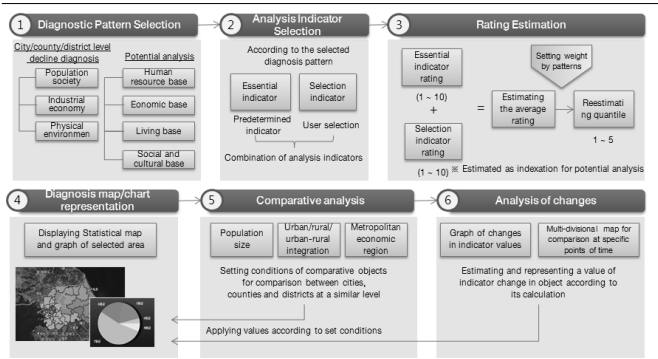 1 Diagnostic Pattern Selection
City/county/district level
decline diagnosis
Population
society
Industrial
economy
Physical
environmen
Potential analysis
Human
resource base
Eonomic base
Living base
Social and
cultural base
2 Analysis Indicator
Selection
According to the selected
diagnosis pattern
Essential
indicator
Selection
indicator
Predetermined
indicator
User selection
Combination of analysis indicators
3 Rating Estimation
Essential
indicator
rating
(1 ~ 10)
+
Selection
indicator
rating
(1 ~ 10)
=
Setting weight
by patterns
Estimating
the average
rating
Reestimati
ng quantile
1 ~ 5
※ Estimated as indexation for potential analysis
4 Diagnosis map/chart
representation
Displaying Statistical map
and graph of selected area
5 Comparative analysis
Population
size
Urban/rural/
urban-rural
integration
Metropolitan
economic
region
Setting conditions of comparative objects
for comparison between cities,
counties and districts at a similar level
Applying values according to set conditions
6 Analysis of changes
Graph of changes
in indicator values
Multi-divisional map for
comparison at specific
points of time
Estimating and representing a value of
indicator change in object according to
its calculation